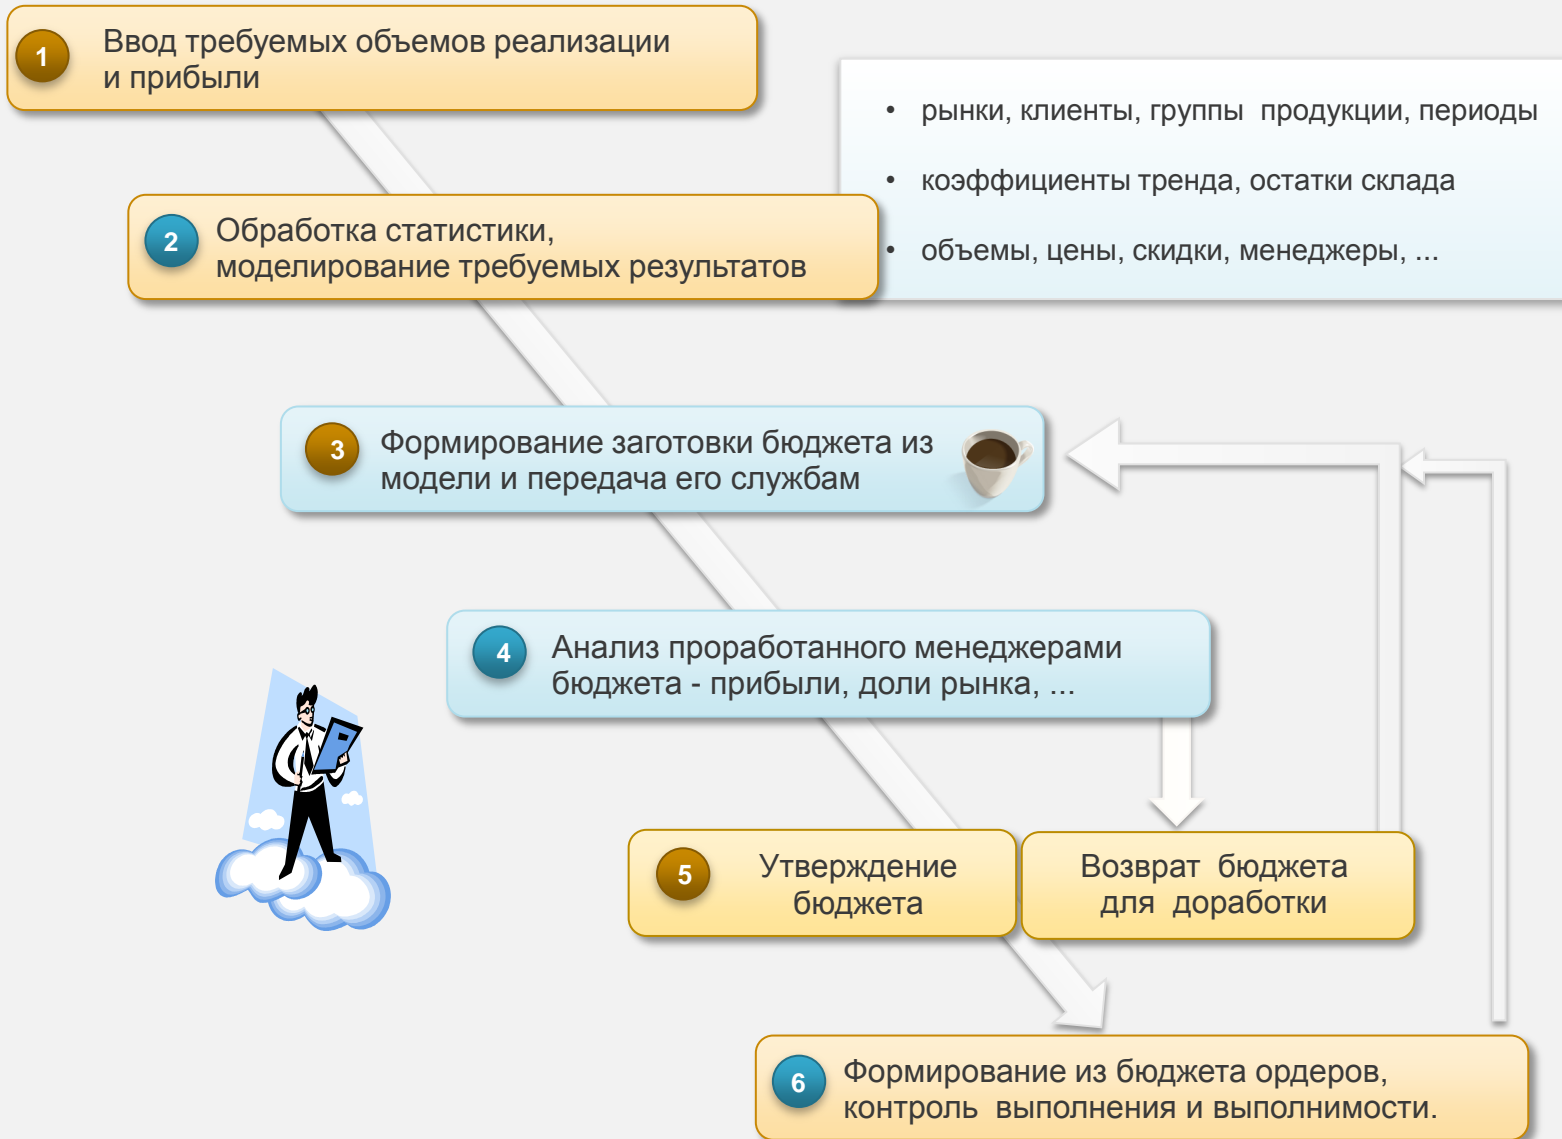 1
Ввод требуемых объемов реализации
и прибыли
• рынки, клиенты, группы продукции, периоды
• коэффициенты тренда, остатки склада
• объемы, цены, скидки, менеджеры, ...
2
Обработка статистики,
моделирование требуемых результатов
3
Формирование заготовки бюджета из
модели и передача его службам
4
Анализ проработанного менеджерами
бюджета - прибыли, доли рынка, ...
5
Утверждение
бюджета
Возврат бюджета
для доработки
6
Формирование из бюджета ордеров,
контроль выполнения и выполнимости.